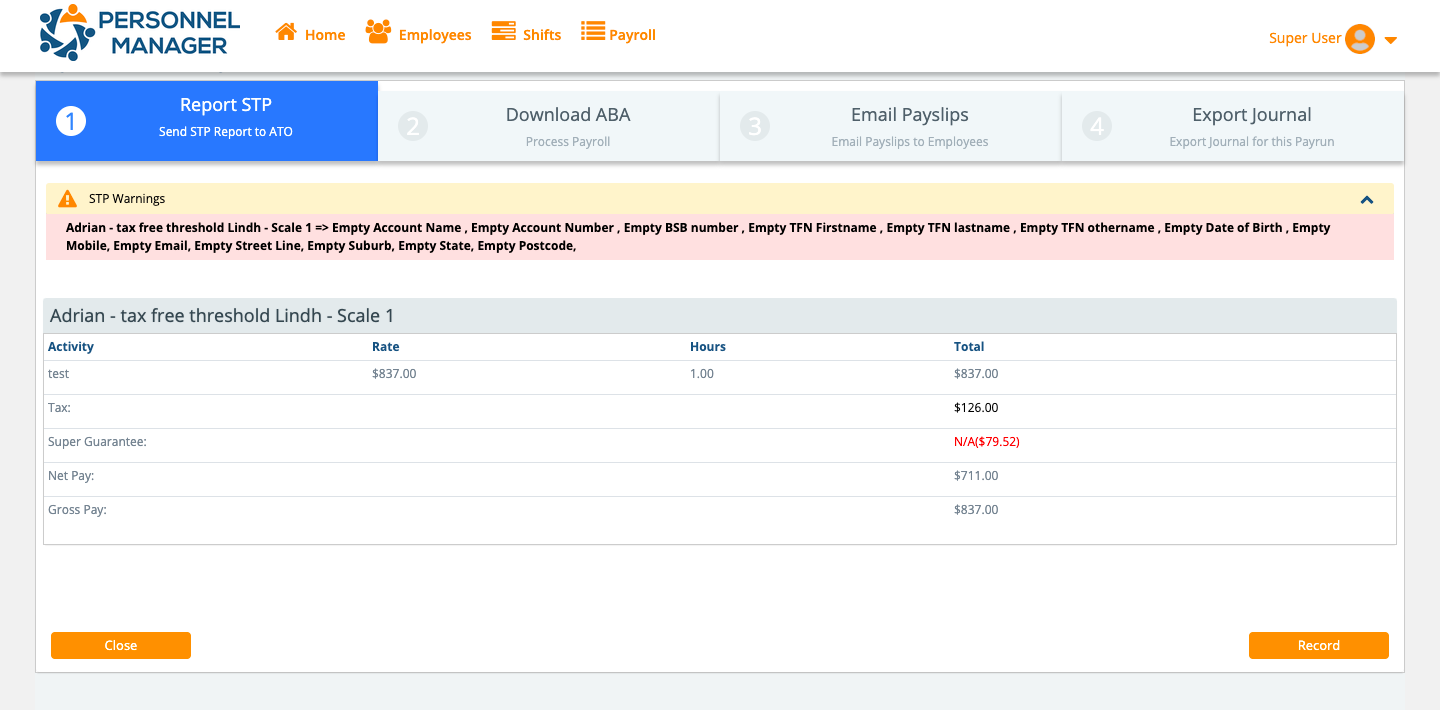 PERSONNEL
MANAGER
Home Employees Shifts Payroll
Super User
1 Report STP
Send STP Report to ATO
2 Download ABA
Process Payroll
3 Email Payslips
Email Payslips to Employees
4 Export Journal
Export Journal for this Payrun
STP Warnings
Adrian - tax free threshold Lindh - Scale 1 => Empty Account Name , Empty Account Number , Empty BSB number , Empty TFN Firstname , Empty TFN lastname , Empty TFN othername , Empty Date of Birth , Empty
Mobile, Empty Email, Empty Street Line, Empty Suburb, Empty State, Empty Postcode,
Adrian - tax free threshold Lindh - Scale 1
Activity Rate Hours Total
test $837.00 1.00 $837.00
Tax: $126.00
Super Guarantee: N/A($79.52)
Net Pay: $711.00
Gross Pay: $837.00
Close Record